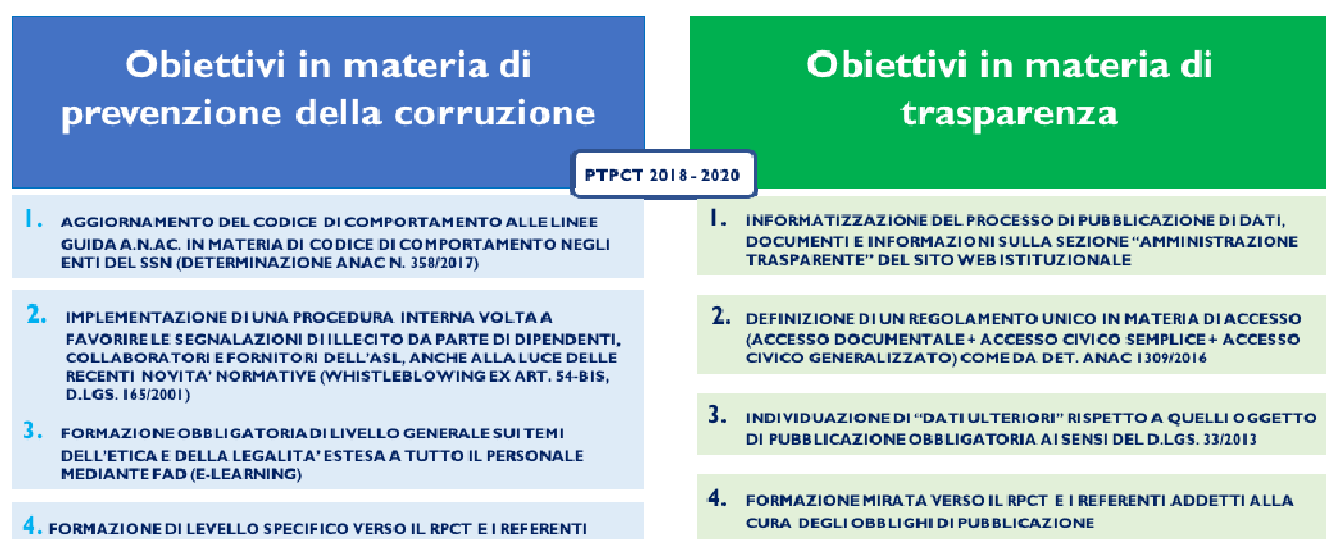 Obiettivi in materia di
prevenzione della corruzione
Obiettivi in materia di
trasparenza
PTPCT 2018 - 2020
1. AGGIORNAMENTO DEL CODICE DI COMPORTAMENTO ALLE LINEE
GUIDA A.N.AC. IN MATERIA DI CODICE DI COMPORTAMENTO NEGLI
ENTI DEL SSN (DETERMINAZIONE ANAC N. 358/2017)
2. IMPLEMENTAZIONE DI UNA PROCEDURA INTERNA VOLTA A
FAVORIRE LE SEGNALAZIONI DI ILLECITO DA PARTE DI DIPENDENTI,
COLLABORATORI E FORNITORI DELL'ASL, ANCHE ALLA LUCE DELLE
RECENTI NOVITA' NORMATIVE (WHISTLEBLOWING EX ART. 54-BIS,
D.LGS. 165/2001)
3. FORMAZIONE OBBLIGATORIA DI LIVELLO GENERALE SUI TEMI
DELL'ETICA E DELLA LEGALITA' ESTESA A TUTTO IL PERSONALE
MEDIANTE FAD (E-LEARNING)
4. FORMAZIONE DI LEVELLO SPECIFICO VERSO IL RPCT E I REFERENTI
1. INFORMATIZZAZIONE DEL PROCESSO DI PUBBLICAZIONE DI DATI,
DOCUMENTI E INFORMAZIONI SULLA SEZIONE "AMMINISTRAZIONE
TRASPARENTE" DEL SITO WEB ISTITUZIONALE
2. DEFINIZIONE DI UN REGOLAMENTO UNICO IN MATERIA DI ACCESSO
(ACCESSO DOCUMENTALE + ACCESSO CIVICO SEMPLICE + ACCESSO
CIVICO GENERALIZZATO) COME DA DET. ANAC 1309/2016
3. INDIVIDUAZIONE DI "DATI ULTERIORI" RISPETTO A QUELLI OGGETTO
DI PUBBLICAZIONE OBBLIGATORIA AI SENSI DEL D.LGS. 33/2013
4. FORMAZIONE MIRATA VERSO IL RPCT E I REFERENTI ADDETTI ALLA
CURA DEGLI OBBLIGHI DI PUBBLICAZIONE